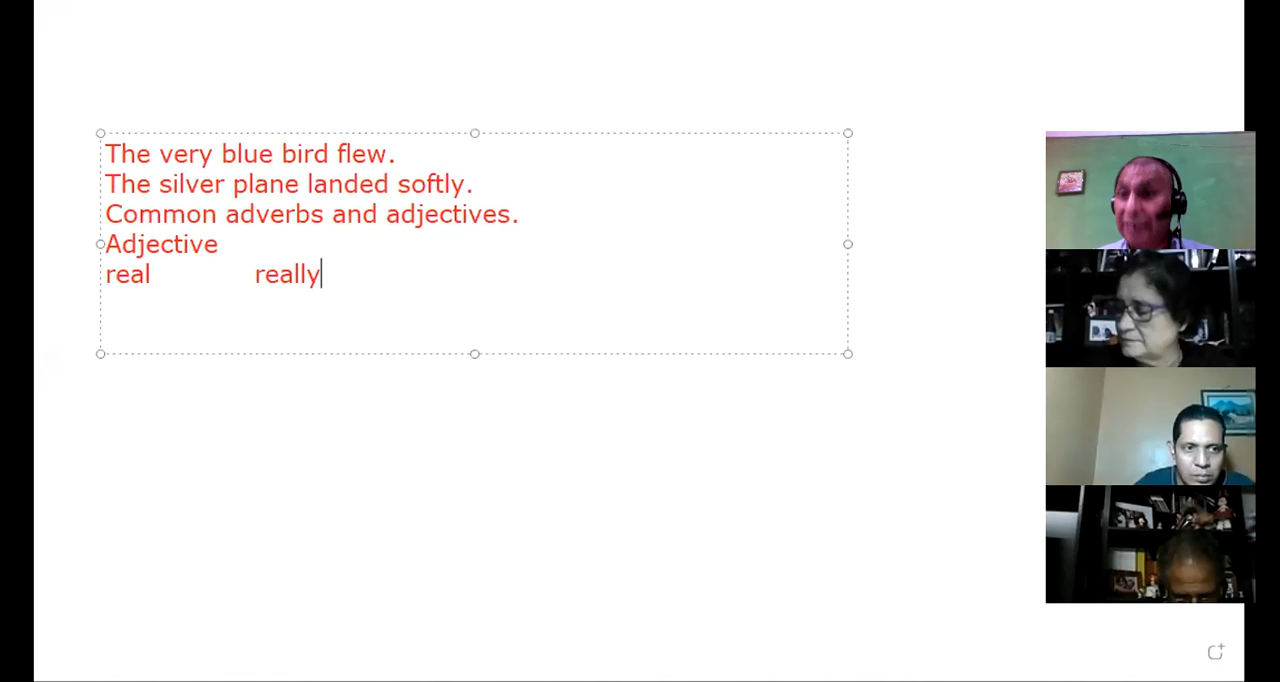 The very blue bird flew.
The silver plane landed softly.
Common adverbs and adjectives.
Adjective
real really